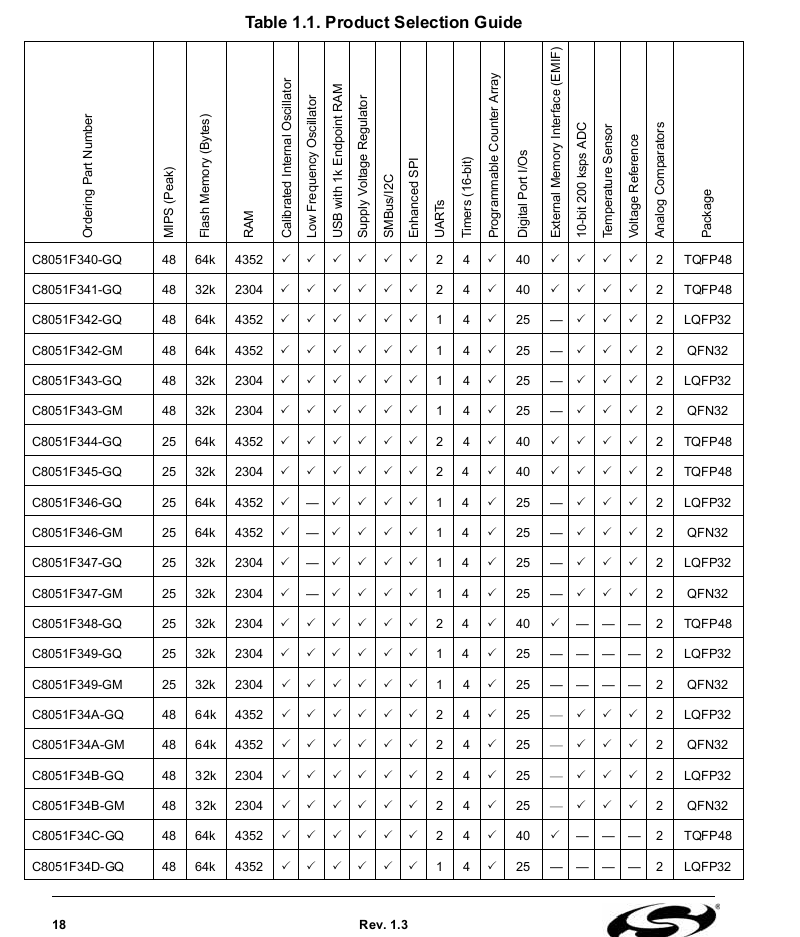 Table 1.1. Product Selection Guide
Ordering Part Number MIPS (Peak) Flash Memory (Bytes) RAM Calibrated Internal Oscillator Low Frequency Oscillator USB with 1k Endpoint RAM Supply Voltage Regulator SMBus/I2C Enhanced SPI UARTs Timers (16-bit) Programmable Counter Array Digital Port I/Os External Memory Interface (EMIF) 10-bit 200 ksps ADC Temperature Sensor Voltage Reference Analog Comparators Package
C8051F340-GQ 48 64k 4352 ✓ ✓ ✓ ✓ ✓ ✓ 2 4 ✓ 40 ✓ ✓ ✓ ✓ 2 TQFP48
C8051F341-GQ 48 32k 2304 ✓ ✓ ✓ ✓ ✓ ✓ 2 4 ✓ 40 ✓ ✓ ✓ ✓ 2 TQFP48
C8051F342-GQ 48 64k 4352 ✓ ✓ ✓ ✓ ✓ ✓ 1 4 ✓ 25 — ✓ ✓ ✓ 2 LQFP32
C8051F342-GM 48 64k 4352 ✓ ✓ ✓ ✓ ✓ ✓ 1 4 ✓ 25 — ✓ ✓ ✓ 2 QFN32
C8051F343-GQ 48 32k 2304 ✓ ✓ ✓ ✓ ✓ ✓ 1 4 ✓ 25 — ✓ ✓ ✓ 2 LQFP32
C8051F343-GM 48 32k 2304 ✓ ✓ ✓ ✓ ✓ ✓ 1 4 ✓ 25 — ✓ ✓ ✓ 2 QFN32
C8051F344-GQ 25 64k 4352 ✓ ✓ ✓ ✓ ✓ ✓ 2 4 ✓ 40 ✓ ✓ ✓ ✓ 2 TQFP48
C8051F345-GQ 25 32k 2304 ✓ ✓ ✓ ✓ ✓ ✓ 2 4 ✓ 40 ✓ ✓ ✓ ✓ 2 TQFP48
C8051F346-GQ 25 64k 4352 ✓ — ✓ ✓ ✓ ✓ 1 4 ✓ 25 — ✓ ✓ ✓ 2 LQFP32
C8051F346-GM 25 64k 4352 ✓ — ✓ ✓ ✓ ✓ 1 4 ✓ 25 — ✓ ✓ ✓ 2 QFN32
C8051F347-GQ 25 32k 2304 ✓ — ✓ ✓ ✓ ✓ 1 4 ✓ 25 — ✓ ✓ ✓ 2 LQFP32
C8051F347-GM 25 32k 2304 ✓ — ✓ ✓ ✓ ✓ 1 4 ✓ 25 — ✓ ✓ ✓ 2 QFN32
C8051F348-GQ 25 32k 2304 ✓ ✓ ✓ ✓ ✓ ✓ 2 4 ✓ 40 ✓ — — — 2 TQFP48
C8051F349-GQ 25 32k 2304 ✓ ✓ ✓ ✓ ✓ ✓ 1 4 ✓ 25 — — — — 2 LQFP32
C8051F349-GM 25 32k 2304 ✓ ✓ ✓ ✓ ✓ ✓ 1 4 ✓ 25 — — — — 2 QFN32
C8051F34A-GQ 48 64k 4352 ✓ ✓ ✓ ✓ ✓ ✓ 2 4 ✓ 25 — ✓ ✓ ✓ 2 LQFP32
C8051F34A-GM 48 64k 4352 ✓ ✓ ✓ ✓ ✓ ✓ 2 4 ✓ 25 — ✓ ✓ ✓ 2 QFN32
C8051F34B-GQ 48 32k 2304 ✓ ✓ ✓ ✓ ✓ ✓ 2 4 ✓ 25 — ✓ ✓ ✓ 2 LQFP32
C8051F34B-GM 48 32k 2304 ✓ ✓ ✓ ✓ ✓ ✓ 2 4 ✓ 25 — ✓ ✓ ✓ 2 QFN32
C8051F34C-GQ 48 64k 4352 ✓ ✓ ✓ ✓ ✓ ✓ 2 4 ✓ 40 ✓ — — — 2 TQFP48
C8051F34D-GQ 48 64k 4352 ✓ ✓ ✓ ✓ ✓ ✓ 1 4 ✓ 25 — — — — 2 LQFP32
18 Rev. 1.3 ®